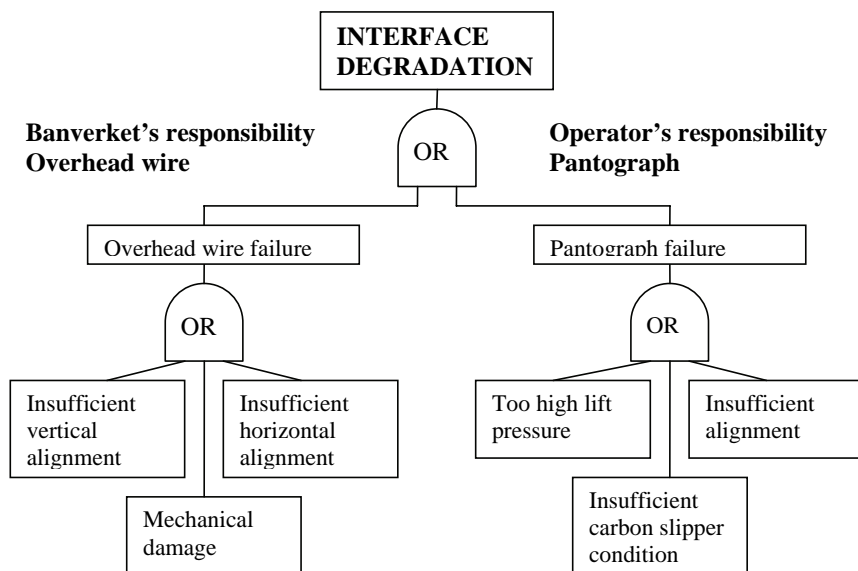 INTERFACE
DEGRADATION
Banverket's responsibility
Overhead wire
Operator's responsibility
Pantograph
OR
Overhead wire failure
Pantograph failure
OR
OR
Insufficient
vertical
alignment
Insufficient
horizontal
alignment
Too high lift
pressure
Insufficient
alignment
Mechanical
damage
Insufficient
carbon slipper
condition